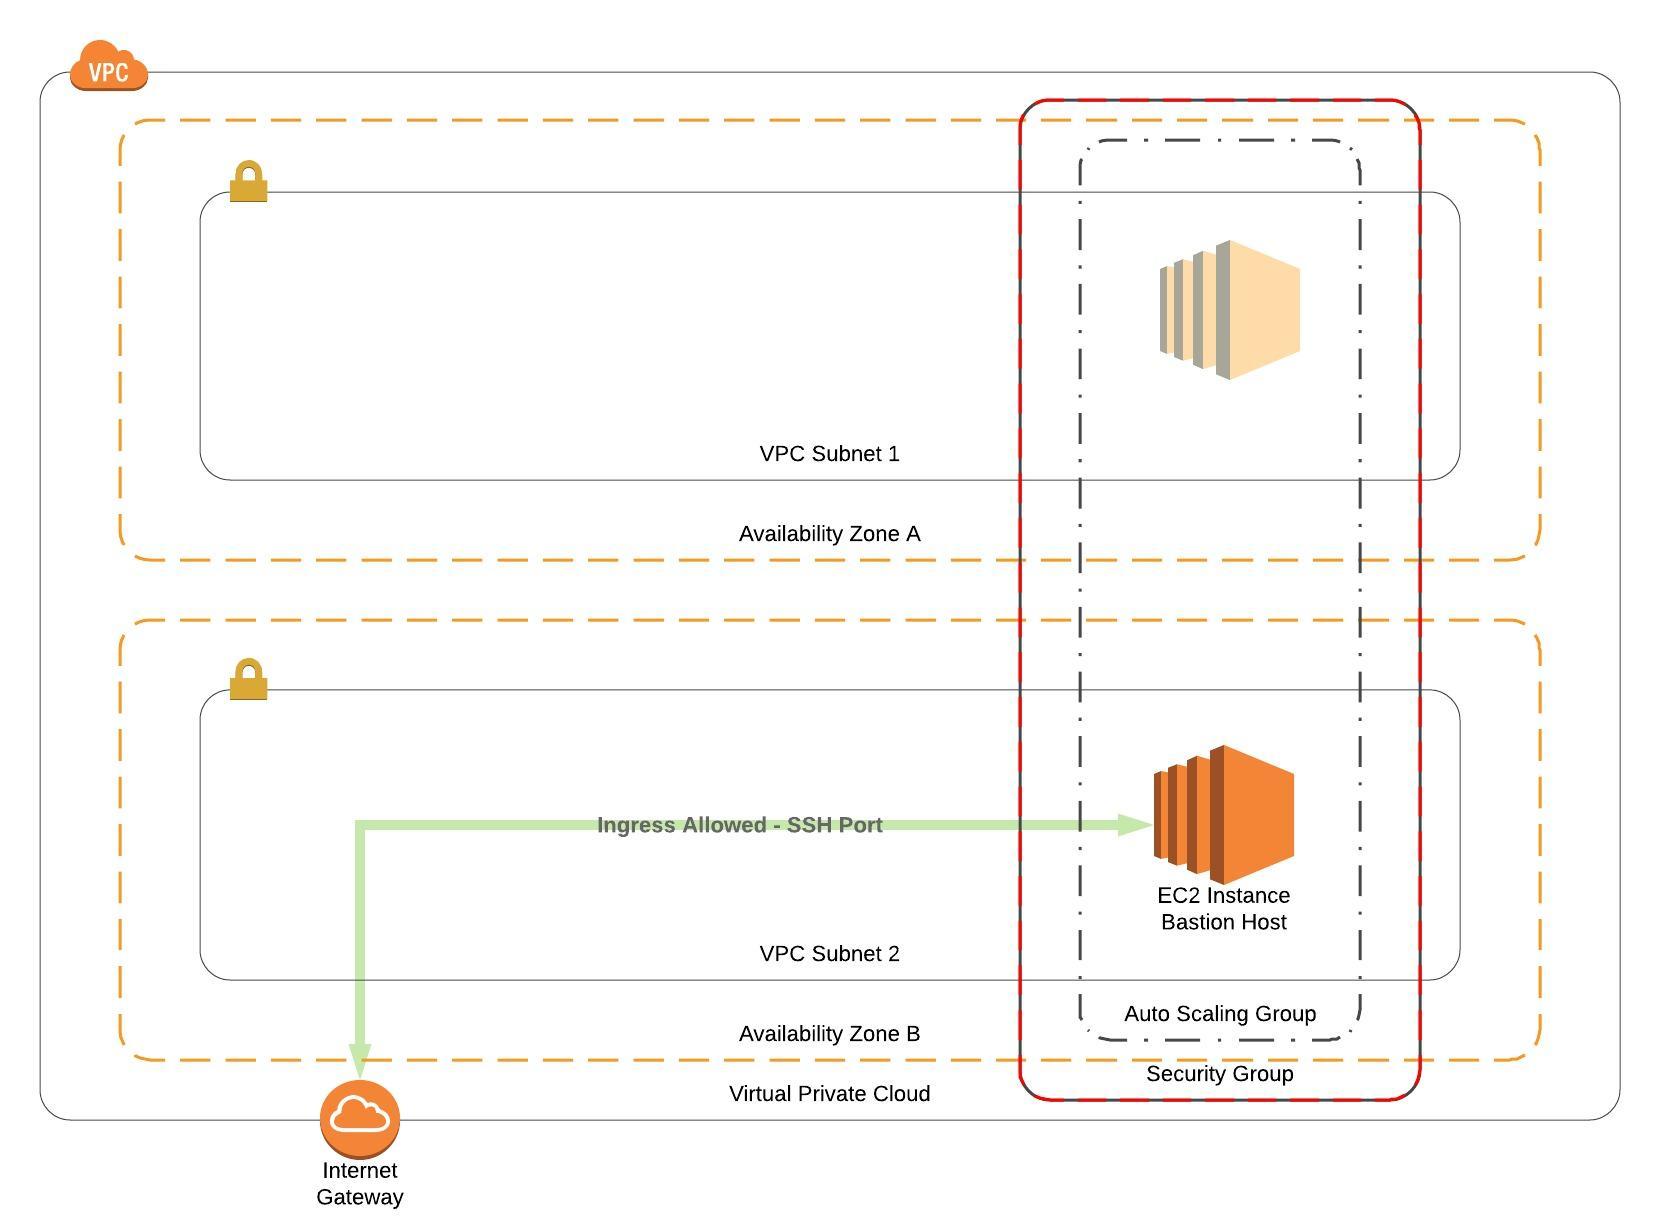 VPC
VPC Subnet 1
Availability Zone A
Ingress Allowed - SSH Port
EC2 Instance
Bastion Host
VPC Subnet 2
Auto Scaling Group
Availability Zone B
Security Group
Virtual Private Cloud
Internet
Gateway